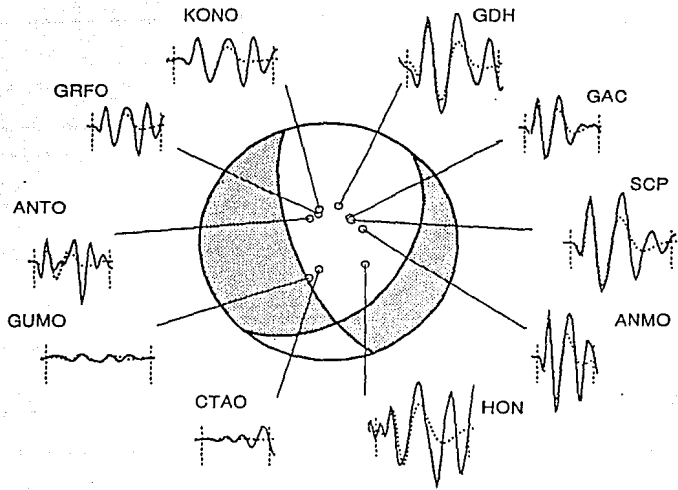 KONO
GDH
GRFO
GAC
ANTO
SCP
GUMO
ANMO
CTAO
HON